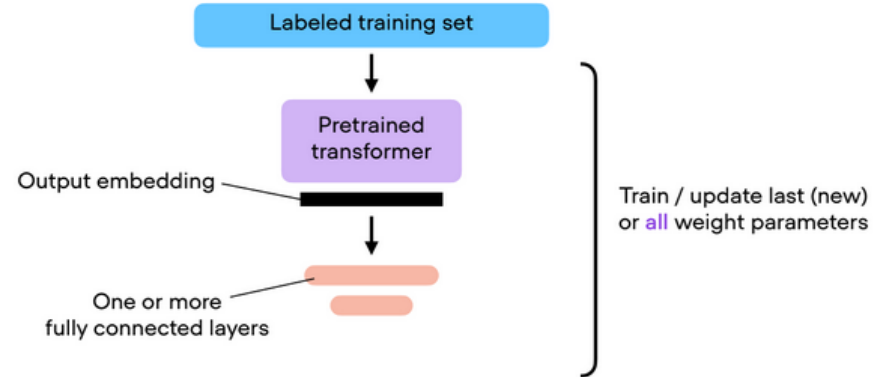 Labeled training set
Pretrained
transformer
Output embedding
Train / update last (new)
or all weight parameters
One or more
fully connected layers